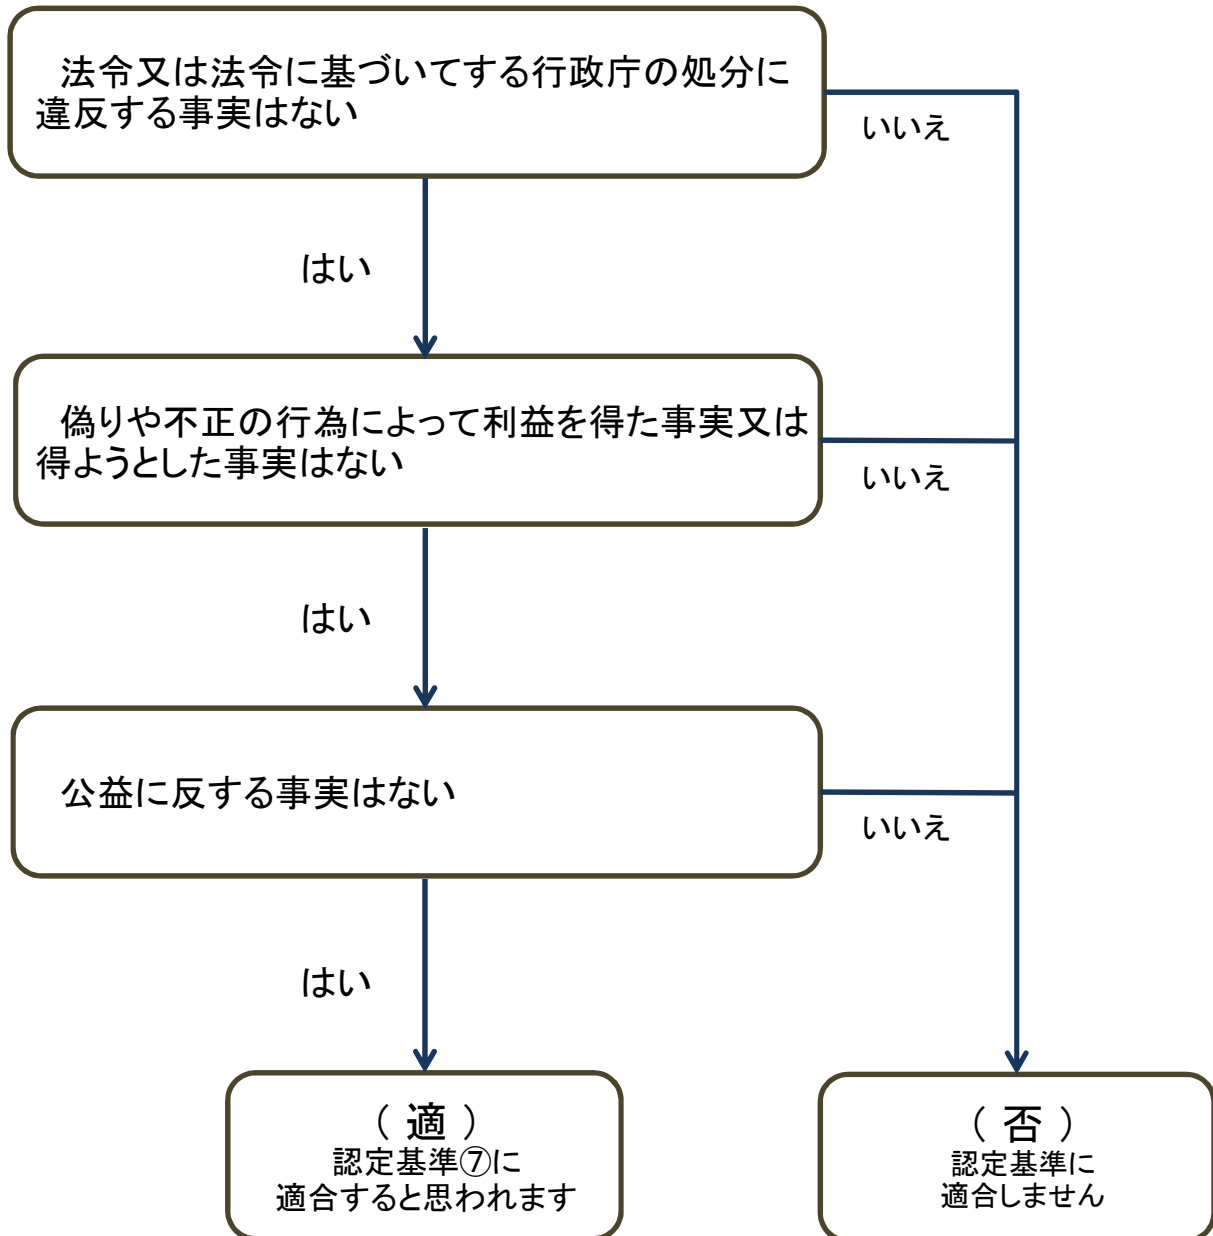 法令又は法令に基づいてする行政庁の処分に
違反する事実はない
いいえ
はい
偽りや不正の行為によって利益を得た事実又は
得ようとした事実はない
いいえ
はい
公益に反する事実はない
いいえ
はい
（ 適 ）
認定基準⑦に
適合すると思われます
（ 否 ）
認定基準に
適合しません